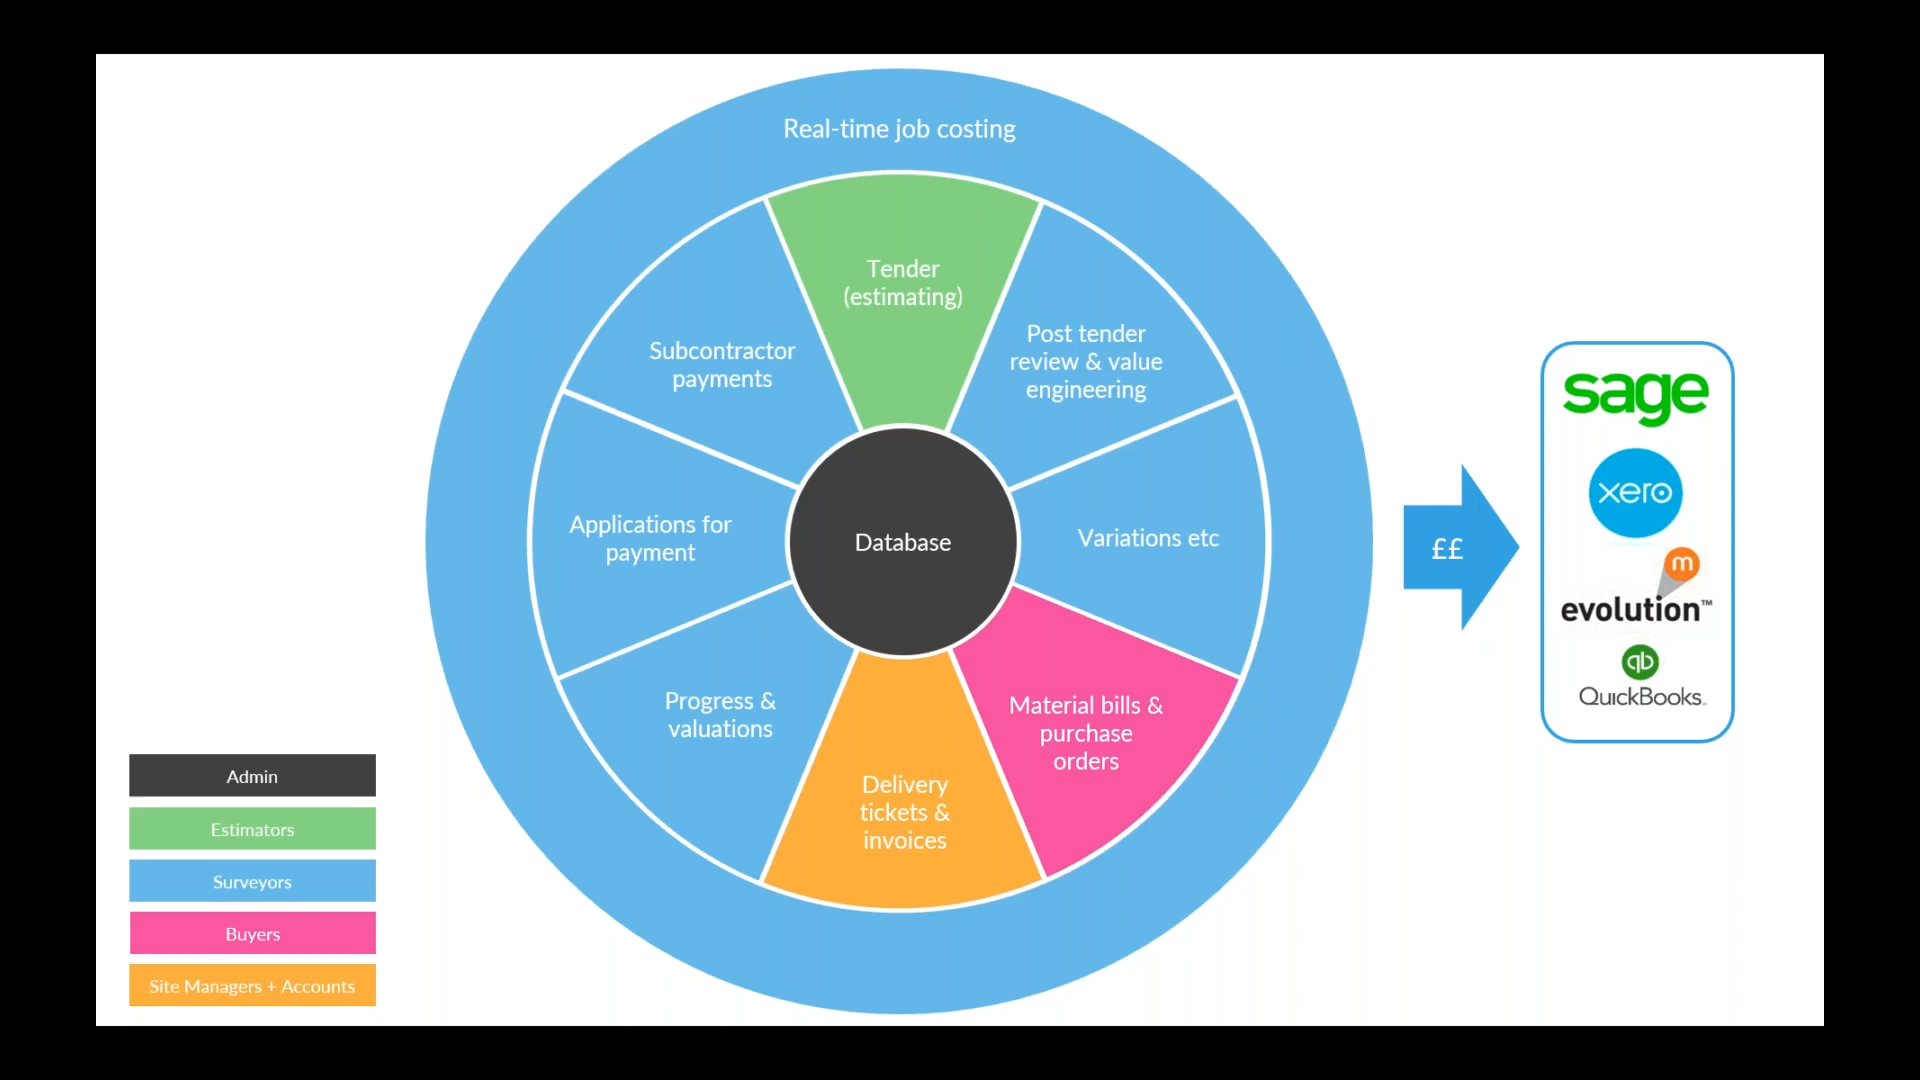 Real-time job costing
Tender
(estimating)
Post tender
review & value
engineering
Variations etc
Material bills &
purchase
orders
Delivery
tickets &
invoices
Progress &
valuations
Applications for
payment
Subcontractor
payments
Database
££
sage
xero
m
evolution™
qb
QuickBooks.
Admin
Estimators
Surveyors
Buyers
Site Managers + Accounts